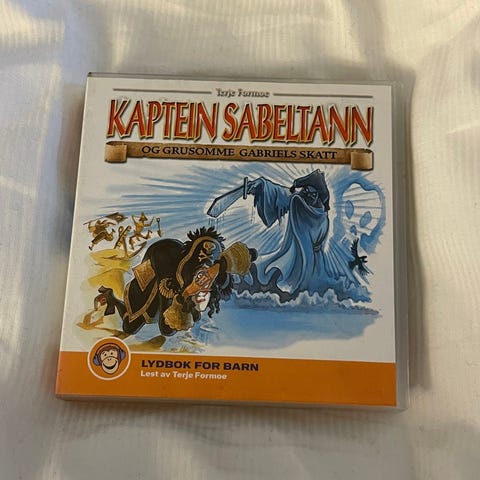 Terje Formoe
KAPTEIN SABELTANN
OG GRUSOMME GABRIELS SKATT
LYDBOK FOR BARN
Lest av Terje Formoe